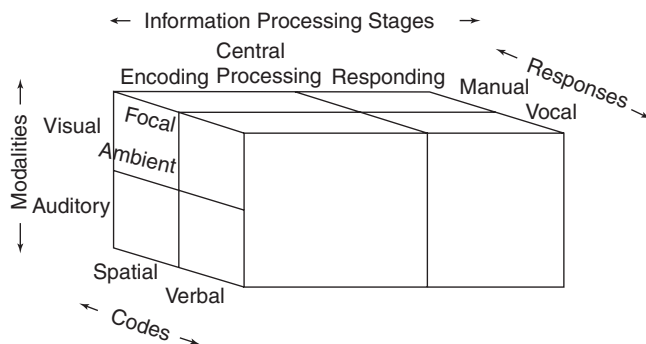 Information Processing Stages
Central
Encoding Processing Responding
Manual
Vocal
Responses
Modalities
Visual
Focal
Ambient
Auditory
Spatial
Verbal
Codes